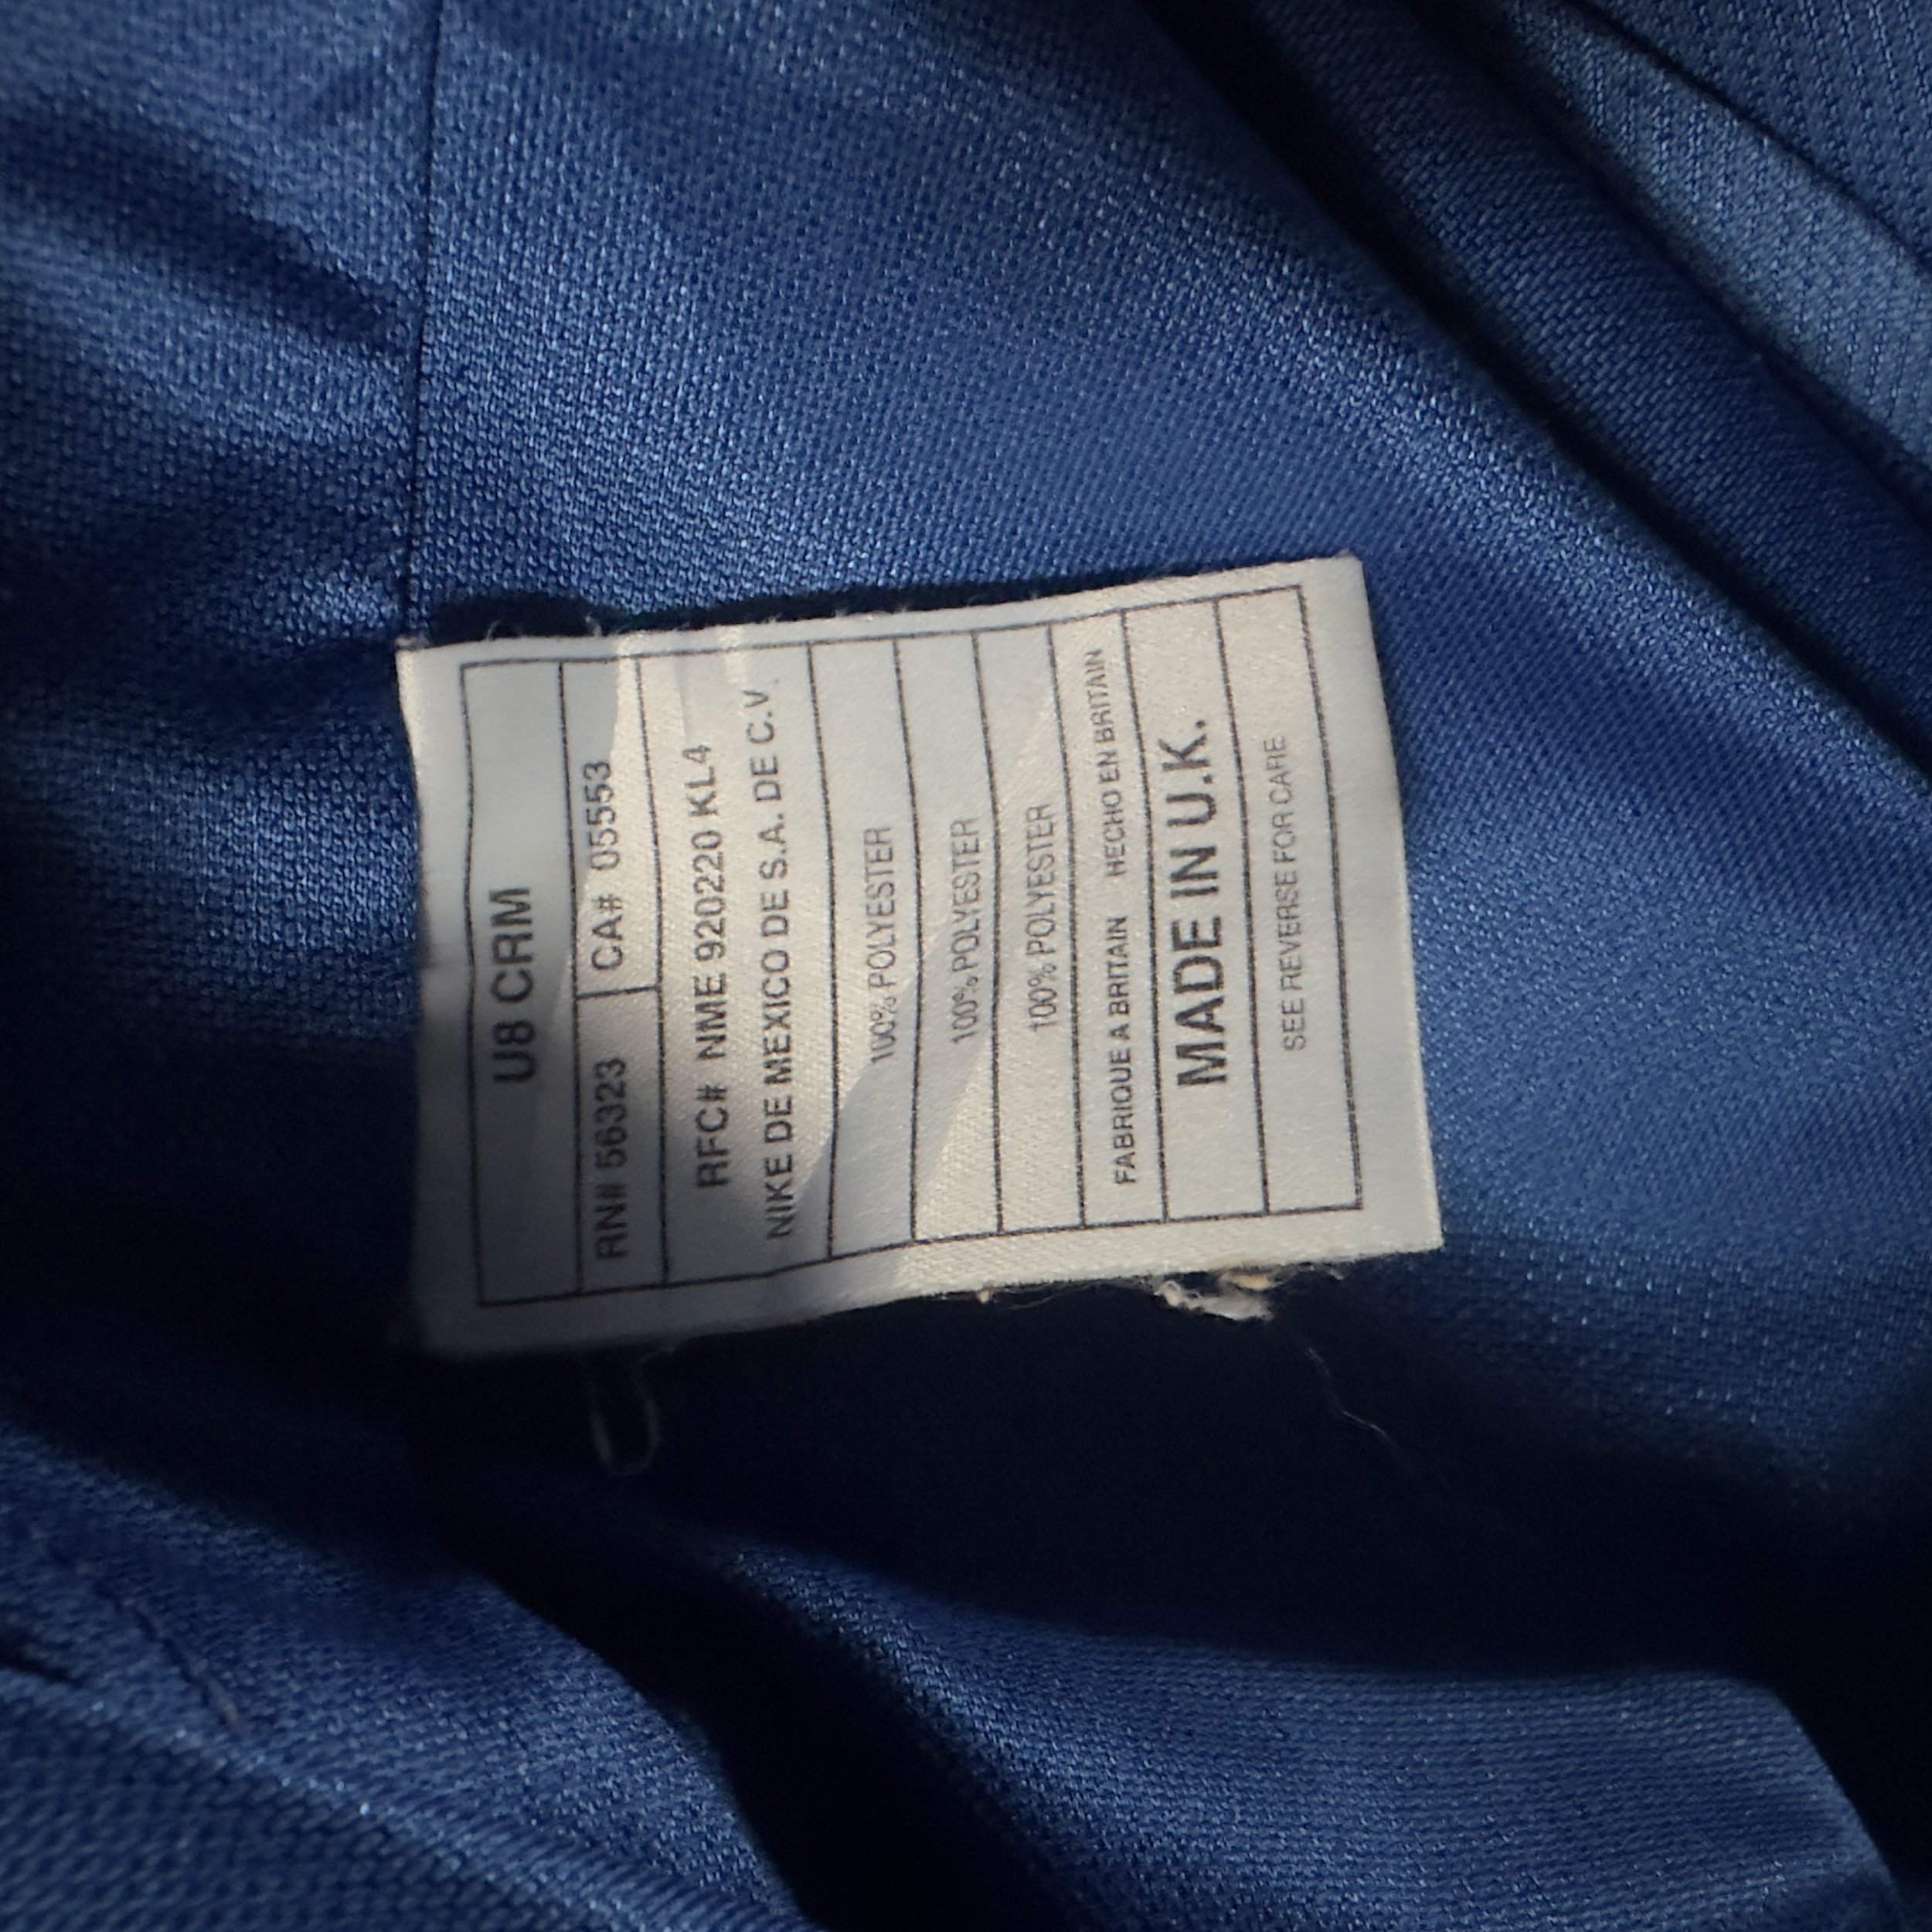 U8 CRM
RN# 56323 CA# 05553
RFC# NME 920220 KL4
NIKE DE MEXICO DE S.A. DE C.V.
100% POLYESTER
100% POLYESTER
100% POLYESTER
FABRIQUE A BRITAIN HECHO EN BRITAIN
MADE IN U.K.
SEE REVERSE FOR CARE